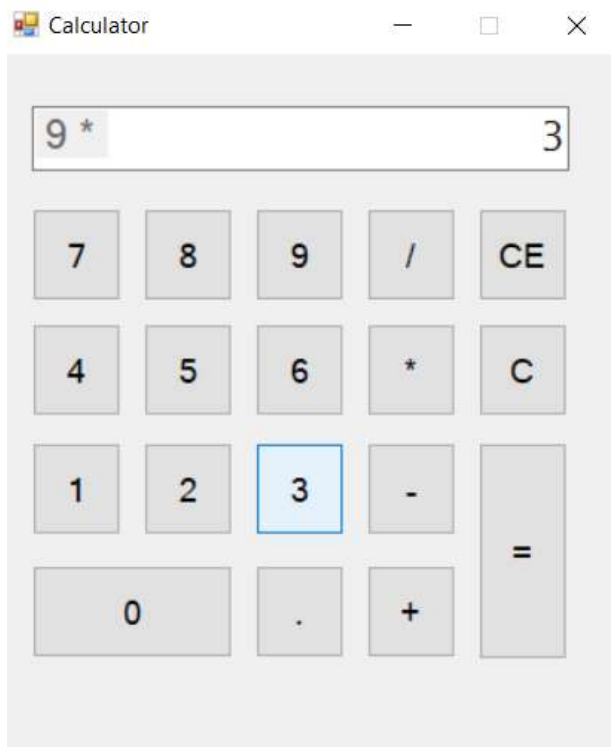 Calculator
9 * 3
7 8 9 / CE
4 5 6 * C
1 2 3 -
=
0 . +